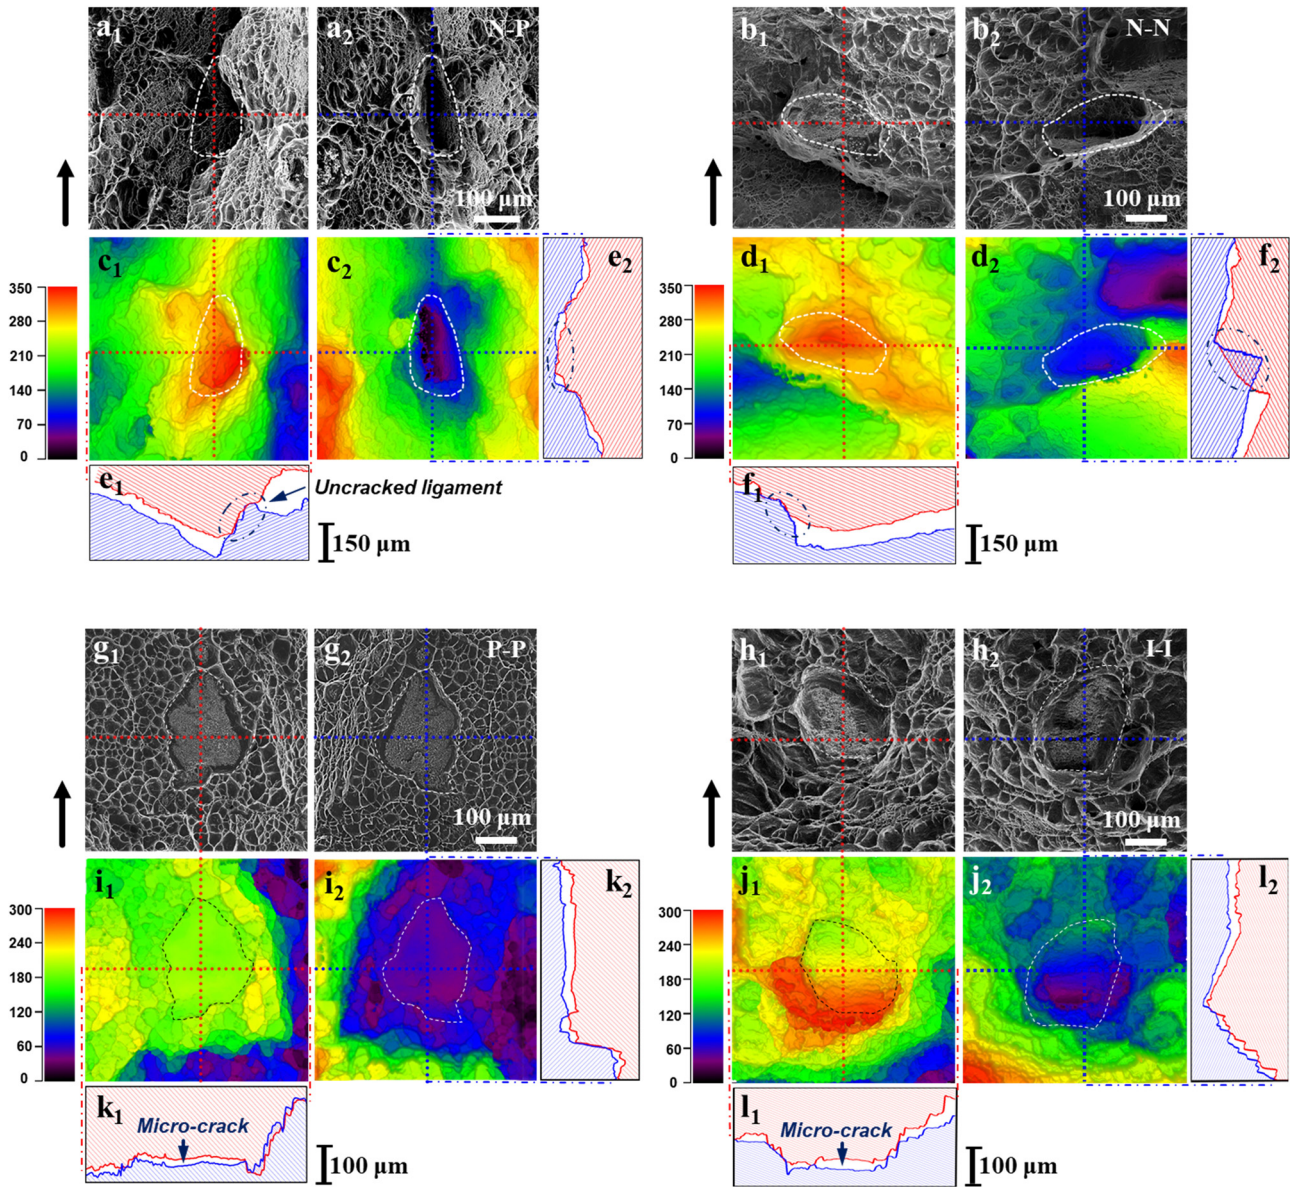 a1
a2
N-P
b1
b2
N-N
100 μm
100 μm
c1
c2
e2
d1
d2
f2
350
280
210
140
70
0
350
280
210
140
70
0
e1
Uncracked ligament
150 μm
f1
150 μm
g1
g2
P-P
h1
h2
I-I
100 μm
100 μm
i1
i2
k2
j1
j2
l2
300
240
180
120
60
0
300
240
180
120
60
0
k1
Micro-crack
100 μm
l1
Micro-crack
100 μm